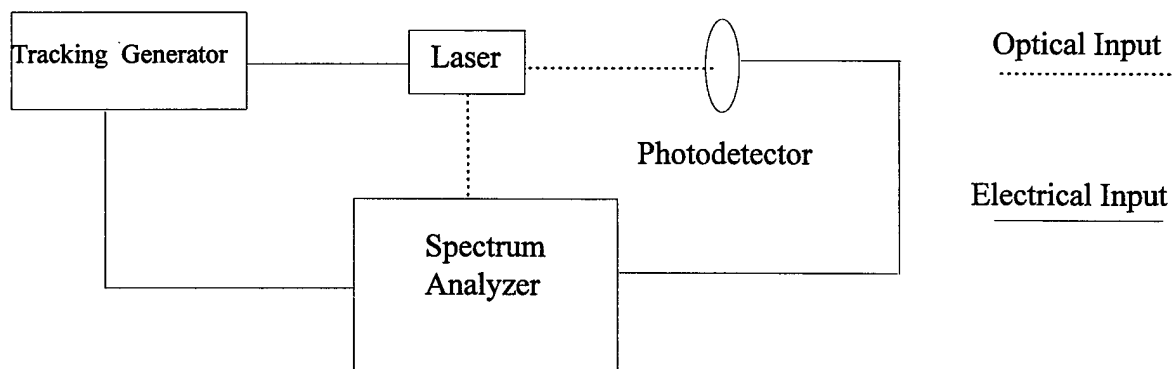 Tracking Generator
Laser
Optical Input
Photodetector
Electrical Input
Spectrum
Analyzer